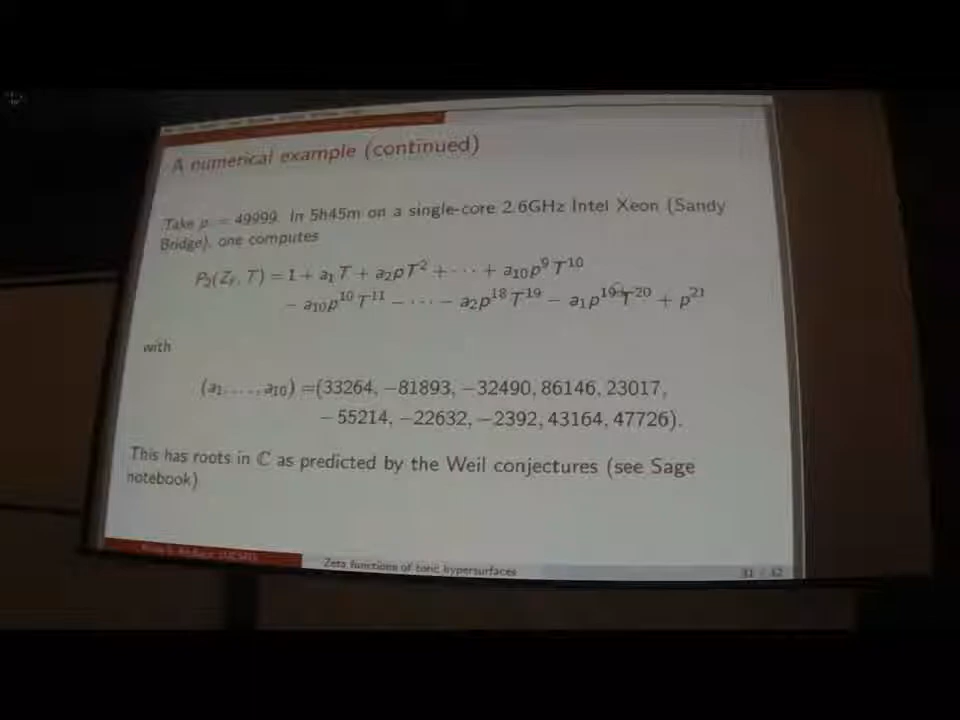 A numerical example (continued)
Take p = 49999. In 5h45m on a single-core 2.6GHz Intel Xeon (Sandy
Bridge), one computes
P₂(Z_F, T) = 1 + a₁T + a₂pT² + ··· + a₁₀p⁹T¹⁰
− a₁₀p¹⁰T¹¹ − ··· − a₂p¹⁸T¹⁹ − a₁p¹⁹T²⁰ + p²¹
with
(a₁, ..., a₁₀) =(33264, −81893, −32490, 86146, 23017,
− 55214, −22632, −2392, 43164, 47726).
This has roots in ℂ as predicted by the Weil conjectures (see Sage
notebook)
Zeta functions of toric hypersurfaces
31 / 42